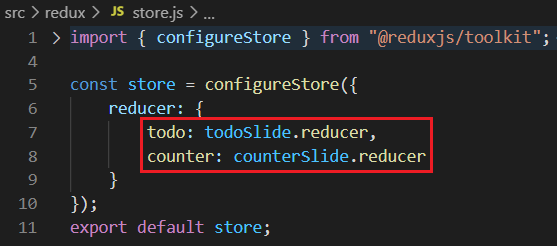 src > redux > JS store.js > ...
1 > import { configureStore } from "@reduxjs/toolkit";
4
5 const store = configureStore({
6 reducer: {
7 todo: todoSlide.reducer,
8 counter: counterSlide.reducer
9 }
10 });
11 export default store;